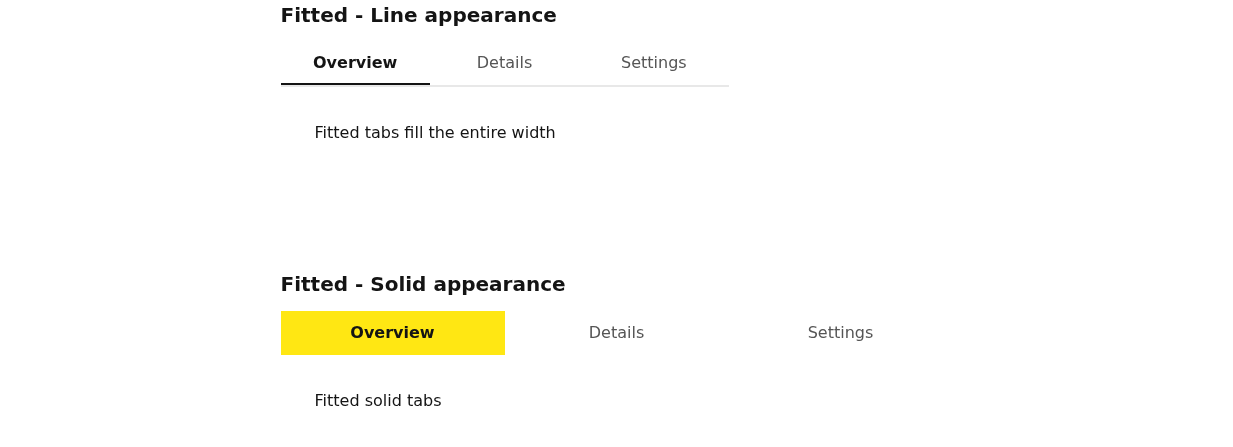 Fitted - Line appearance
Overview Details Settings
Fitted tabs fill the entire width
Fitted - Solid appearance
Overview Details Settings
Fitted solid tabs